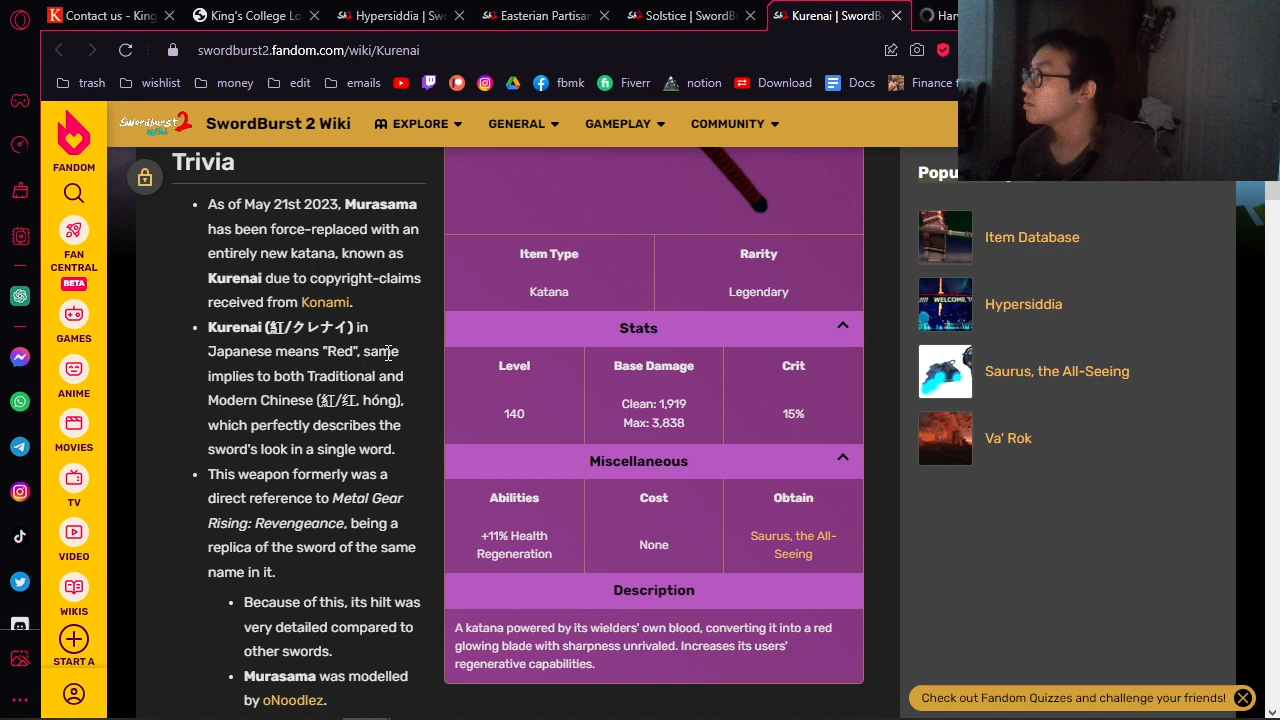 Contact us - King
King's College Lo
Hypersiddia | Sw
Easterian Partisan
Solstice | SwordB
Kurenai | SwordB
Har
swordburst2.fandom.com/wiki/Kurenai
trash
wishlist
money
edit
emails
fbmk
Fiverr
notion
Download
Docs
Finance t
SwordBurst 2 Wiki
EXPLORE
GENERAL
GAMEPLAY
COMMUNITY
FANDOM
FAN CENTRAL
BETA
GAMES
ANIME
MOVIES
TV
VIDEO
WIKIS
START A
Trivia
As of May 21st 2023, Murasama
has been force-replaced with an
entirely new katana, known as
Kurenai due to copyright-claims
received from Konami.
Kurenai (紅/クレナイ) in
Japanese means "Red", same
implies to both Traditional and
Modern Chinese (紅/红, hóng),
which perfectly describes the
sword's look in a single word.
This weapon formerly was a
direct reference to Metal Gear
Rising: Revengeance, being a
replica of the sword of the same
name in it.
Because of this, its hilt was
very detailed compared to
other swords.
Murasama was modelled
by oNoodlez.
Item Type
Rarity
Katana
Legendary
Stats
Level
Base Damage
Crit
140
Clean: 1,919
Max: 3,838
15%
Miscellaneous
Abilities
Cost
Obtain
+11% Health
Regeneration
None
Saurus, the All-
Seeing
Description
A katana powered by its wielders' own blood, converting it into a red
glowing blade with sharpness unrivaled. Increases its users'
regenerative capabilities.
Popu
Item Database
Hypersiddia
Saurus, the All-Seeing
Va' Rok
Check out Fandom Quizzes and challenge your friends!